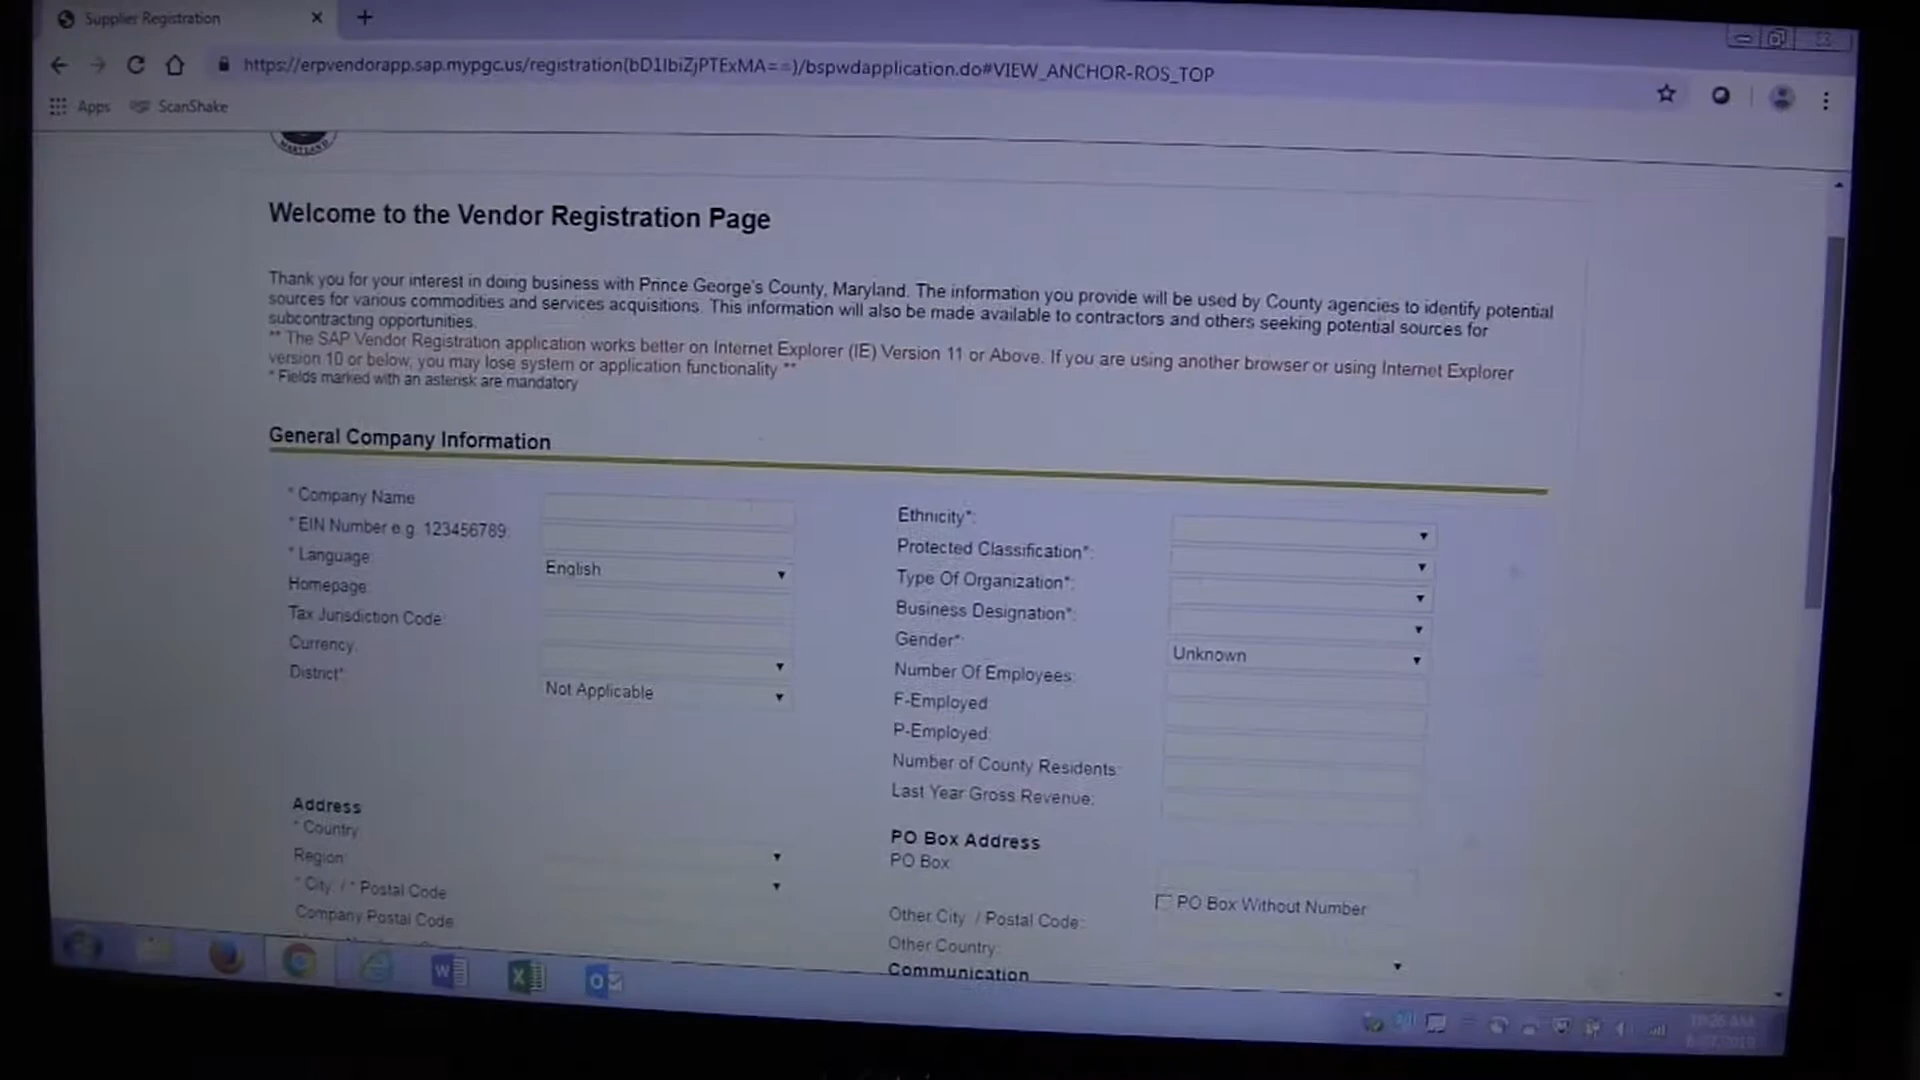 Supplier Registration
https://erpvendorapp.sap.mypgc.us/registration(bD1lbiZjPTExMA==)/bspwdapplication.do#VIEW_ANCHOR-ROS_TOP
Apps ScanShake
MARYLAND
Welcome to the Vendor Registration Page
Thank you for your interest in doing business with Prince George's County, Maryland. The information you provide will be used by County agencies to identify potential
sources for various commodities and services acquisitions. This information will also be made available to contractors and others seeking potential sources for
subcontracting opportunities.
** The SAP Vendor Registration application works better on Internet Explorer (IE) Version 11 or Above. If you are using another browser or using Internet Explorer
version 10 or below, you may lose system or application functionality **
* Fields marked with an asterisk are mandatory
General Company Information
* Company Name
* EIN Number e.g. 123456789:
* Language: English
Homepage:
Tax Jurisdiction Code:
Currency:
District*: Not Applicable
Ethnicity*:
Protected Classification*:
Type Of Organization*:
Business Designation*:
Gender*: Unknown
Number Of Employees:
F-Employed:
P-Employed:
Number of County Residents:
Last Year Gross Revenue:
Address
* Country
Region:
* City / * Postal Code
Company Postal Code
PO Box Address
PO Box
PO Box Without Number
Other City / Postal Code:
Other Country:
Communication
10:26 AM